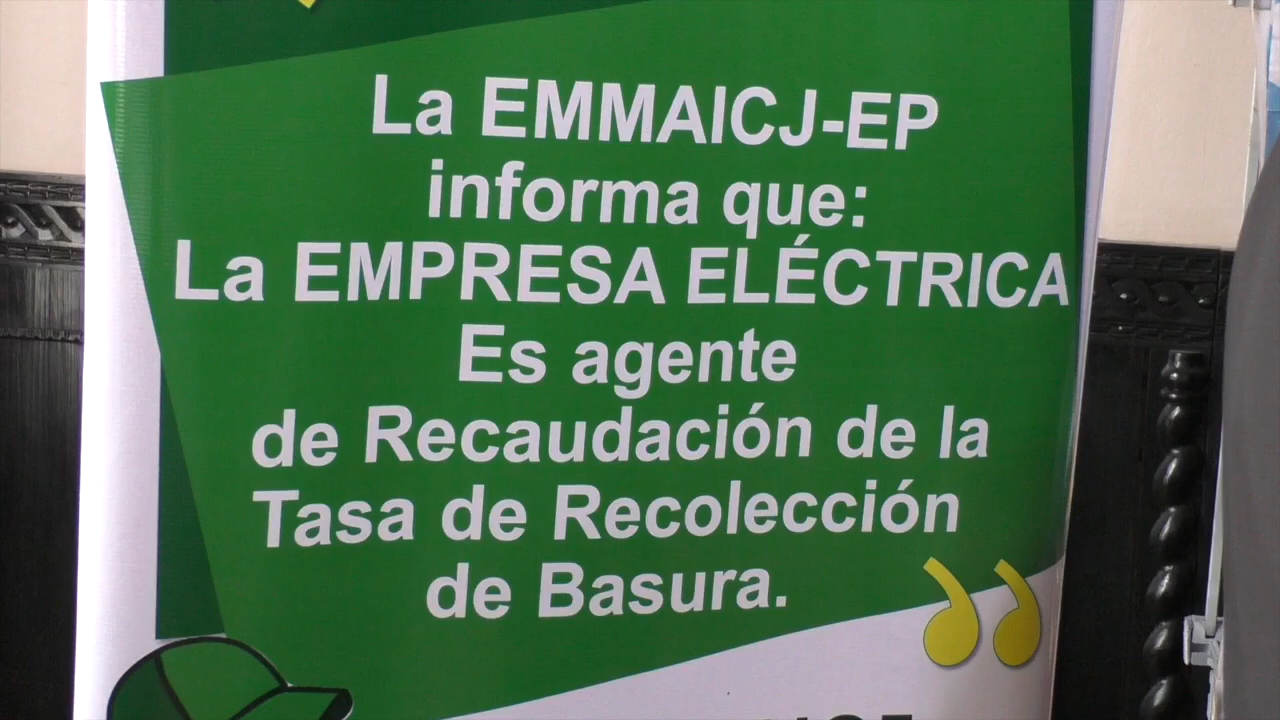 La EMMAICJ-EP
informa que:
La EMPRESA ELÉCTRICA
Es agente
de Recaudación de la
Tasa de Recolección
de Basura.